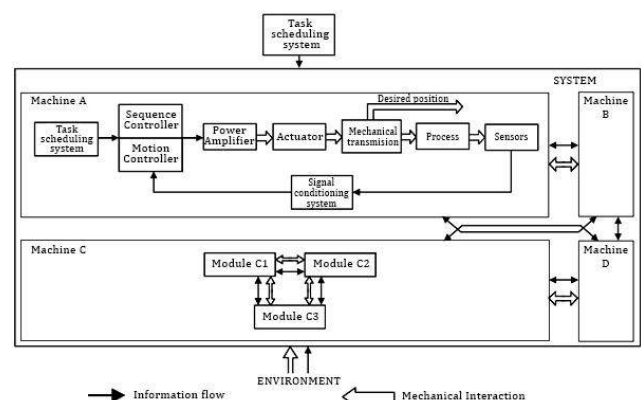 Task
scheduling
system
SYSTEM
Machine A
Desired position
Machine
B
Task
scheduling
system
Sequence
Controller
Motion
Controller
Power
Amplifier
Actuator
Mechanical
transmision
Process
Sensors
Signal
conditioning
system
Machine C
Machine
D
Module C1
Module C2
Module C3
ENVIRONMENT
Information flow
Mechanical Interaction